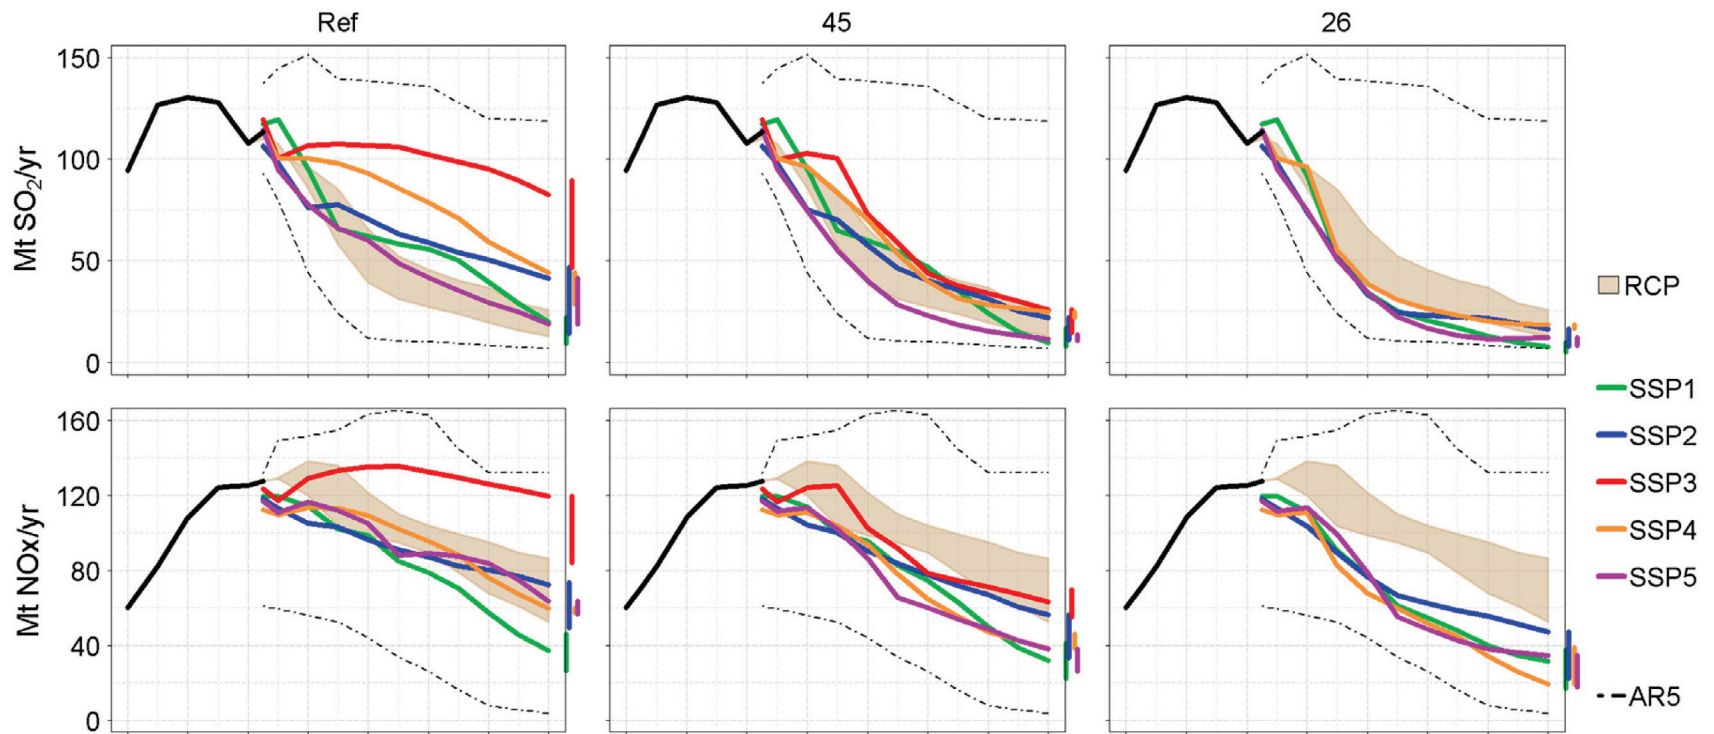 Ref 45 26
Mt SO₂/yr
150
100
50
0
Mt NOx/yr
160
120
80
40
0
RCP
SSP1
SSP2
SSP3
SSP4
SSP5
AR5